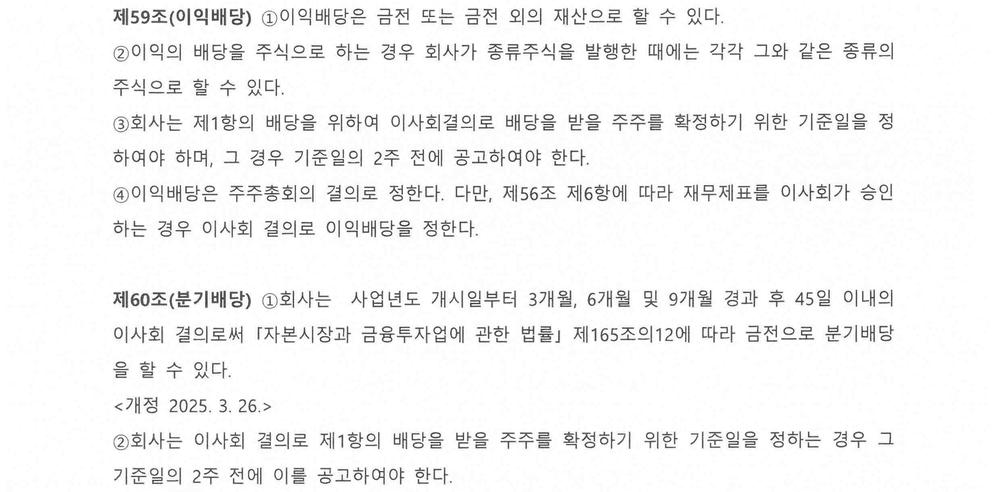 제59조(이익배당) ①이익배당은 금전 또는 금전 외의 재산으로 할 수 있다.
②이익의 배당을 주식으로 하는 경우 회사가 종류주식을 발행한 때에는 각각 그와 같은 종류의
주식으로 할 수 있다.
③회사는 제1항의 배당을 위하여 이사회결의로 배당을 받을 주주를 확정하기 위한 기준일을 정
하여야 하며, 그 경우 기준일의 2주 전에 공고하여야 한다.
④이익배당은 주주총회의 결의로 정한다. 다만, 제56조 제6항에 따라 재무제표를 이사회가 승인
하는 경우 이사회 결의로 이익배당을 정한다.
제60조(분기배당) ①회사는 사업년도 개시일부터 3개월, 6개월 및 9개월 경과 후 45일 이내의
이사회 결의로써 「자본시장과 금융투자업에 관한 법률」 제165조의12에 따라 금전으로 분기배당
을 할 수 있다.
<개정 2025. 3. 26.>
②회사는 이사회 결의로 제1항의 배당을 받을 주주를 확정하기 위한 기준일을 정하는 경우 그
기준일의 2주 전에 이를 공고하여야 한다.